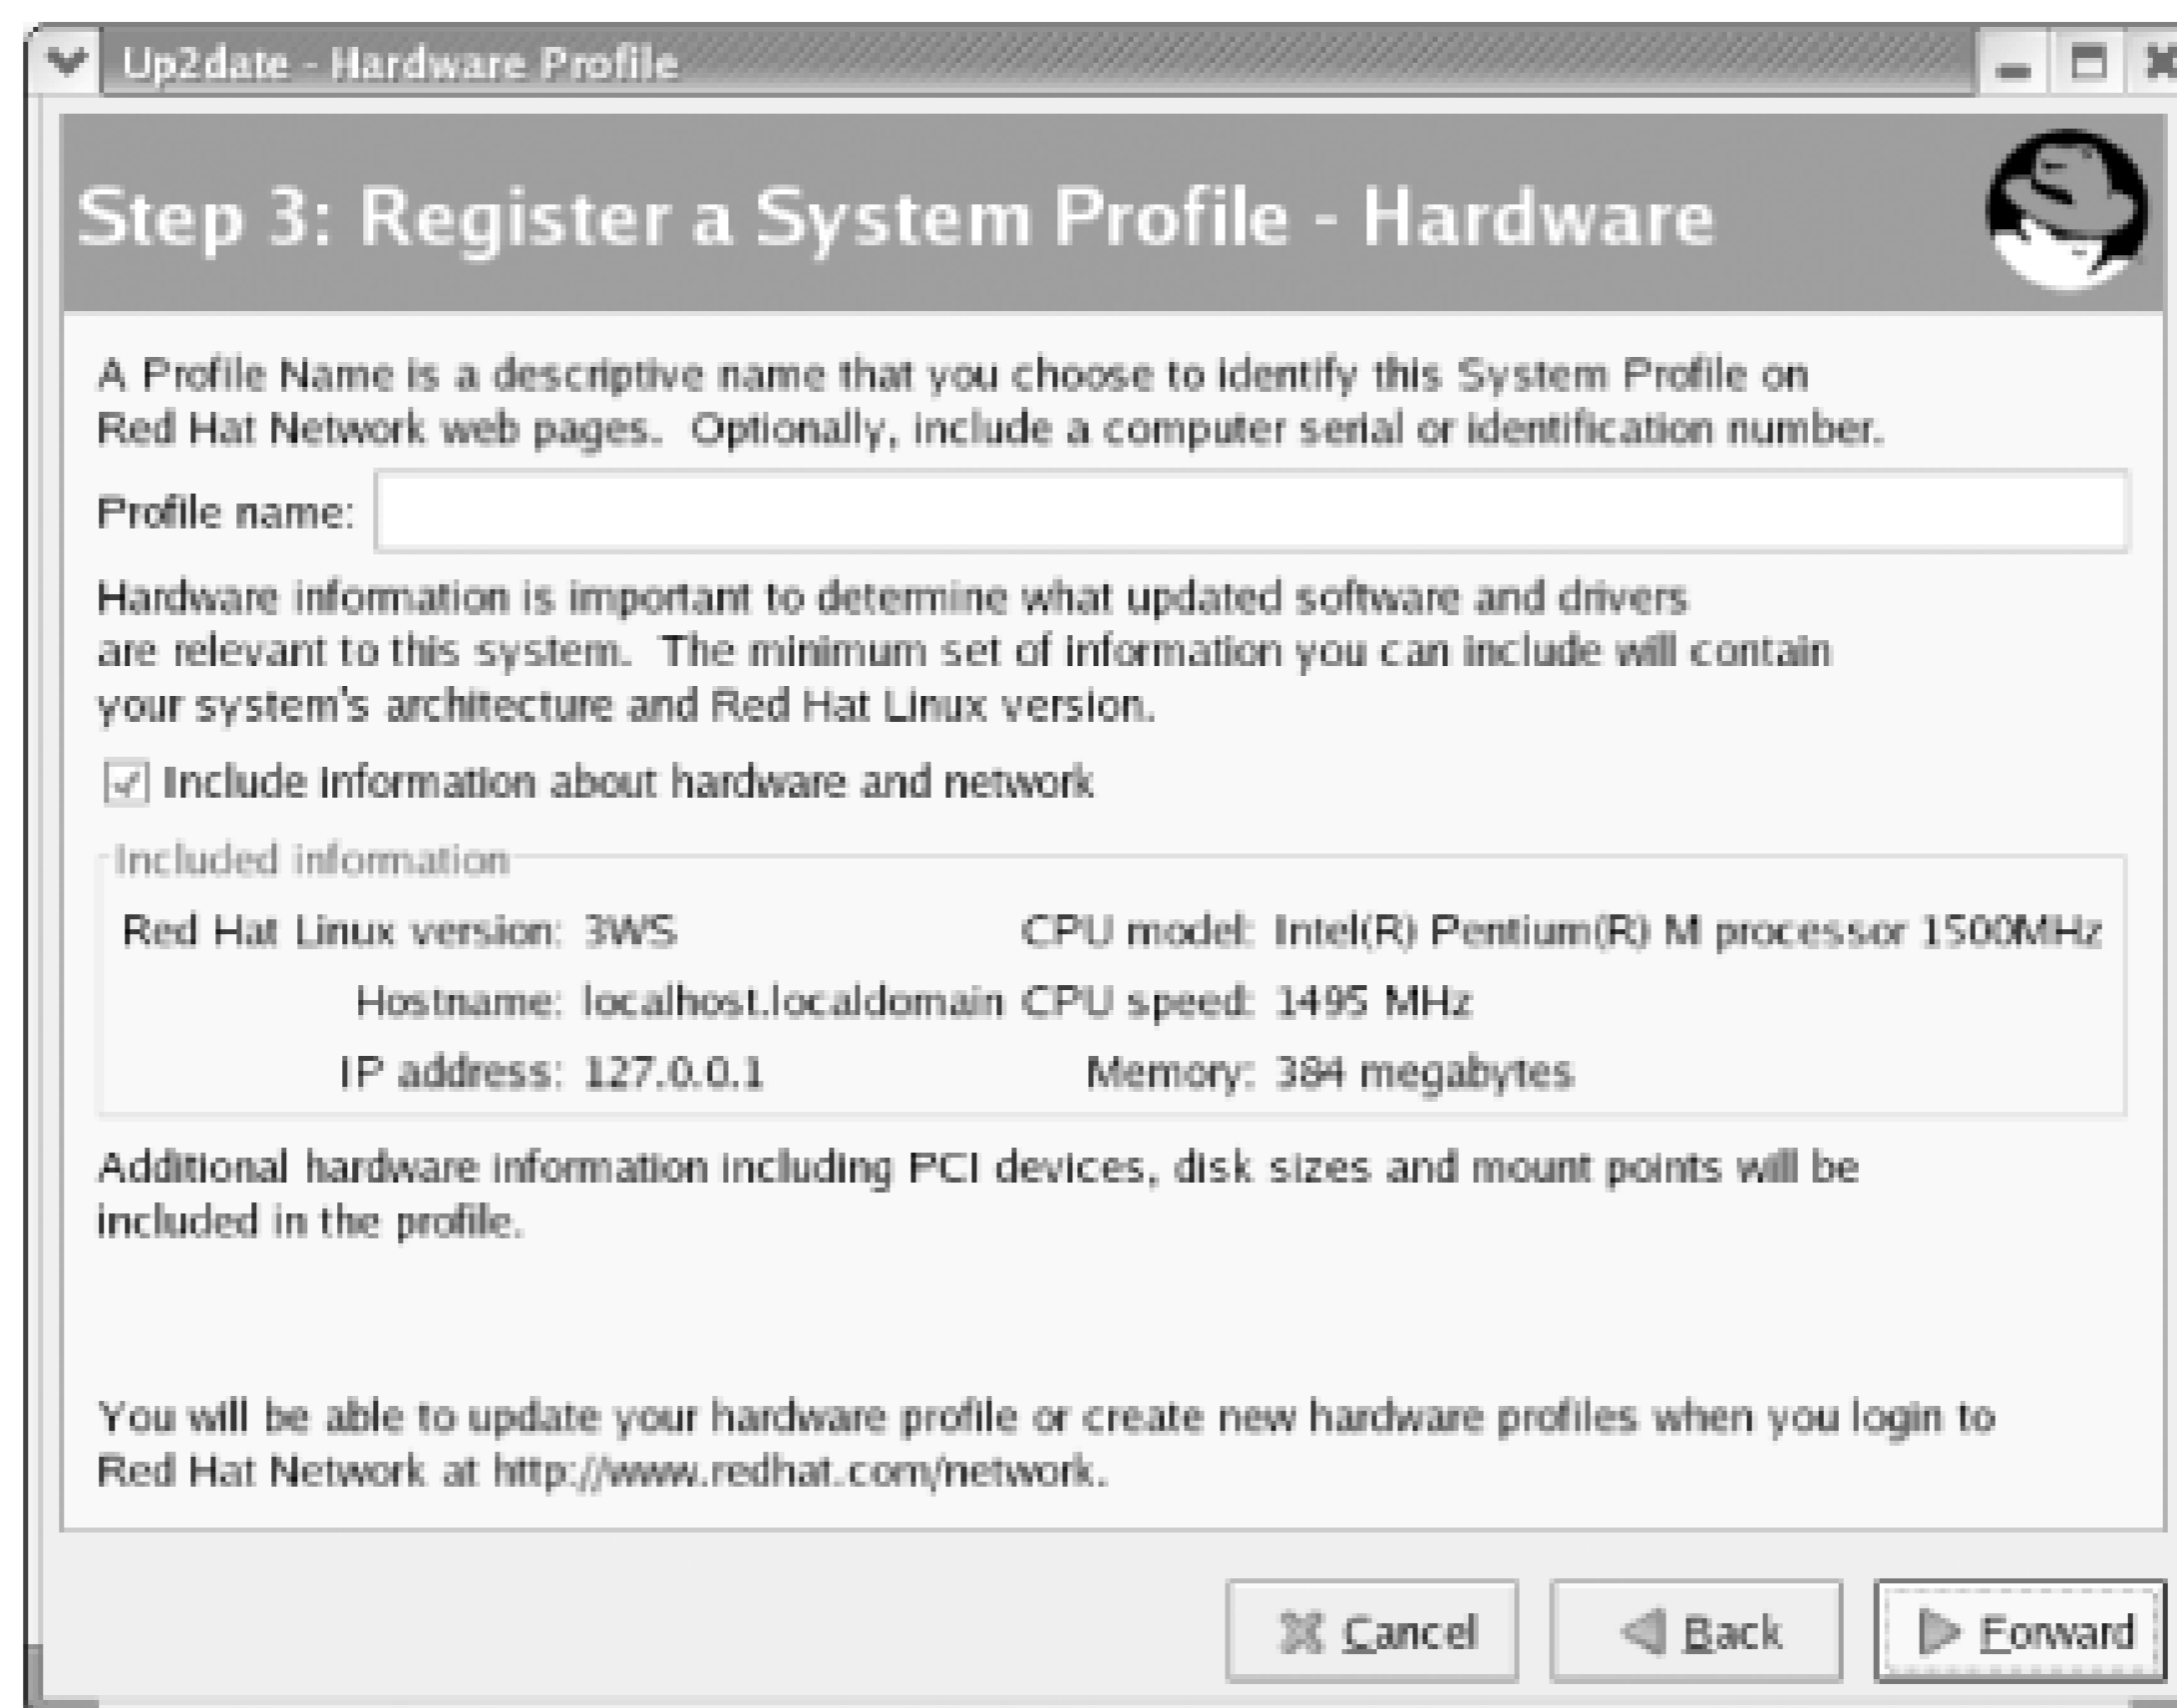 Up2date - Hardware Profile
Step 3: Register a System Profile - Hardware
A Profile Name is a descriptive name that you choose to identify this System Profile on
Red Hat Network web pages.  Optionally, include a computer serial or identification number.
Profile name:
Hardware information is important to determine what updated software and drivers
are relevant to this system.  The minimum set of information you can include will contain
your system's architecture and Red Hat Linux version.
Include information about hardware and network
Included information
Red Hat Linux version: 3WS CPU model: Intel(R) Pentium(R) M processor 1500MHz
Hostname: localhost.localdomain CPU speed: 1495 MHz
IP address: 127.0.0.1 Memory: 384 megabytes
Additional hardware information including PCI devices, disk sizes and mount points will be
included in the profile.
You will be able to update your hardware profile or create new hardware profiles when you login to
Red Hat Network at http://www.redhat.com/network.
Cancel Back Forward